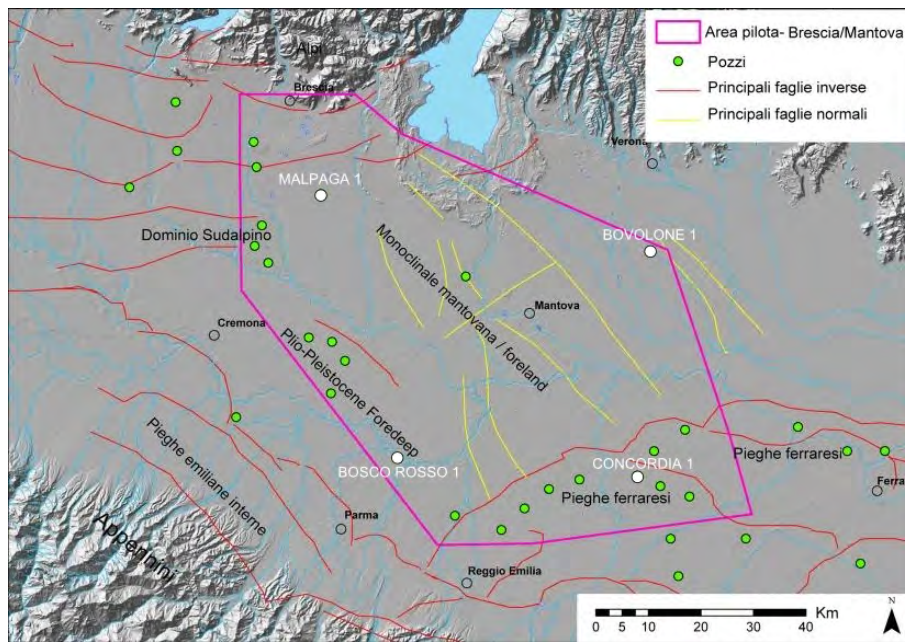 Area pilota- Brescia/Mantova
Pozzi
Principali faglie inverse
Principali faglie normali
Alpi
Brescia
Verona
MALPAGA 1
BOVOLONE 1
Dominio Sudalpino
Monoclinale mantovana / foreland
Mantova
Cremona
Plio-Pleistocene Foredeep
Pieghe emiliane interne
BOSCO ROSSO 1
CONCORDIA 1
Pieghe ferraresi
Pieghe ferraresi
Ferra
Appennini
Parma
Reggio Emilia
N
Km
0 5 10 20 30 40